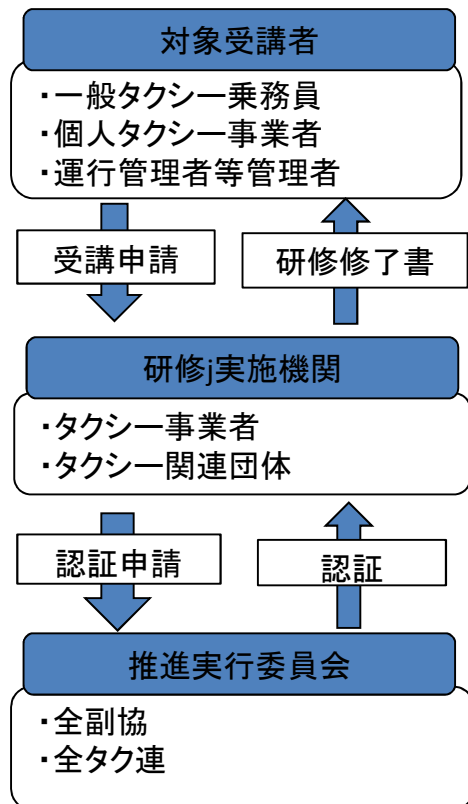 対象受講者
・一般タクシー乗務員
・個人タクシー事業者
・運行管理者等管理者
受講申請
研修修了書
研修j実施機関
・タクシー事業者
・タクシー関連団体
認証申請
認証
推進実行委員会
・全副協
・全タク連